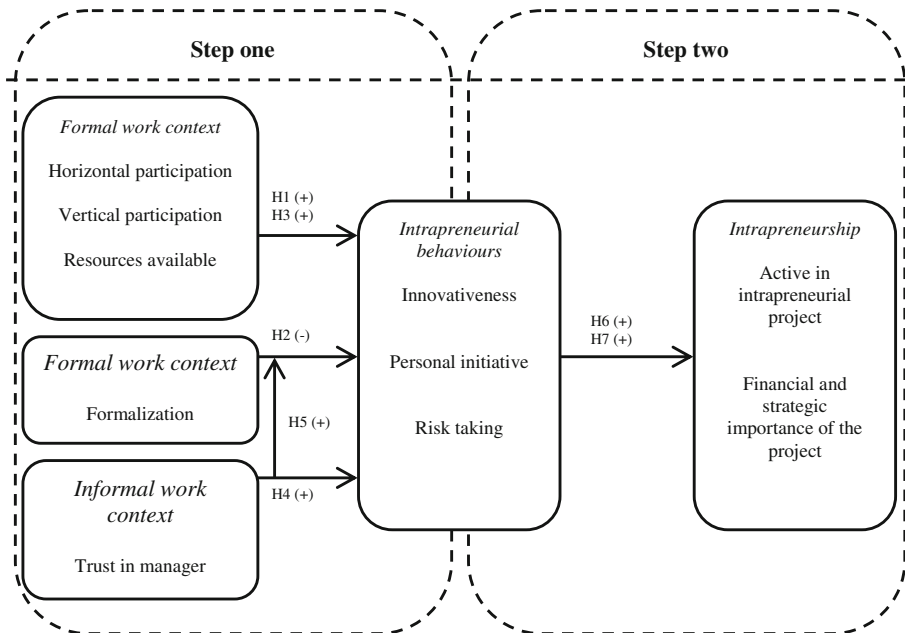 Step one
Step two
Formal work context
Horizontal participation
Vertical participation
Resources available
H1 (+)
H3 (+)
Formal work context
Formalization
H2 (-)
H5 (+)
Informal work
context
Trust in manager
H4 (+)
Intrapreneurial
behaviours
Innovativeness
Personal initiative
Risk taking
H6 (+)
H7 (+)
Intrapreneurship
Active in
intrapreneurial
project
Financial and
strategic
importance of the
project